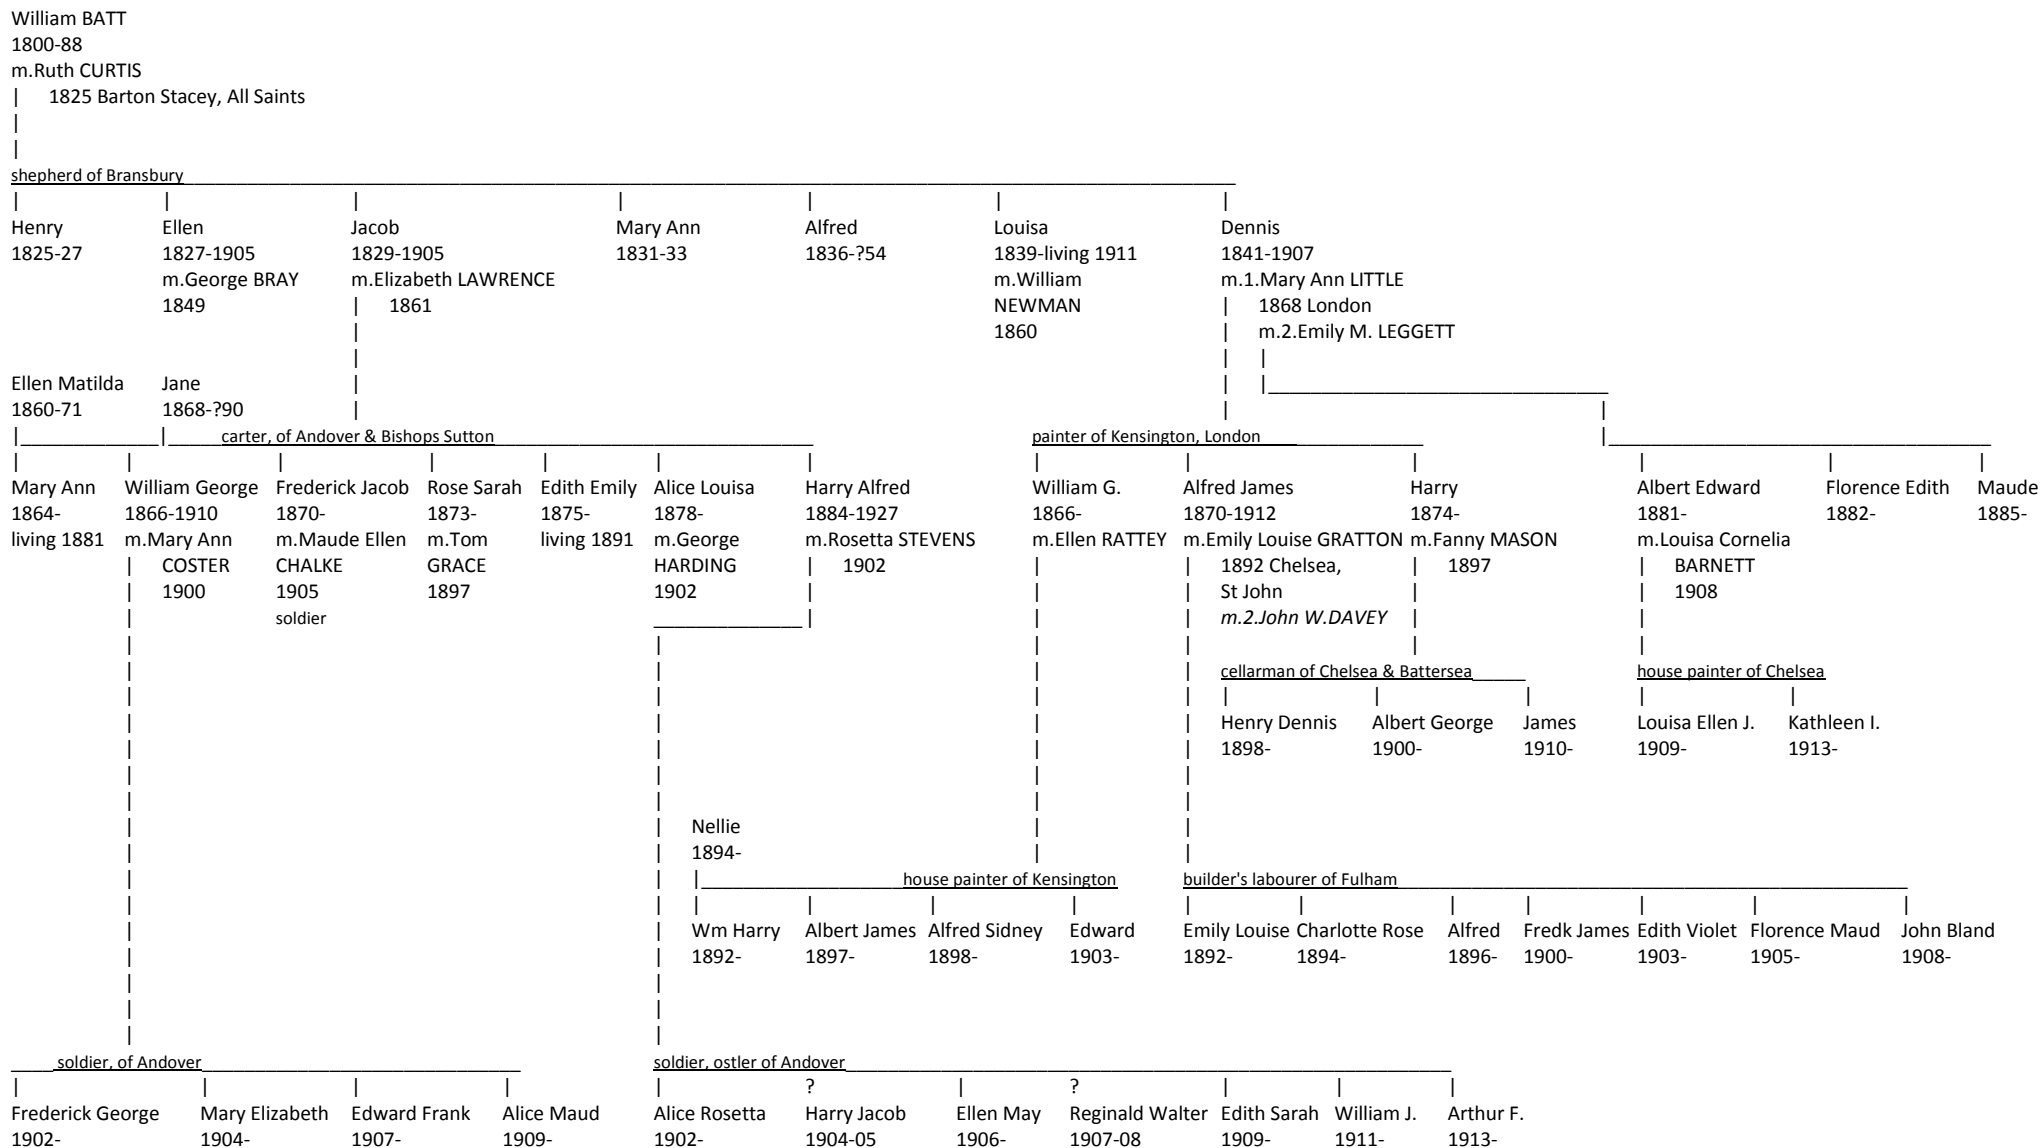 William BATT
1800-88
m.Ruth CURTIS
1825 Barton Stacey, All Saints
shepherd of Bransbury
Henry Ellen Jacob Mary Ann Alfred Louisa Dennis
1825-27 1827-1905 1829-1905 1831-33 1836-?54 1839-living 1911 1841-1907
m.George BRAY m.Elizabeth LAWRENCE m.William m.1.Mary Ann LITTLE
1849 1861 NEWMAN 1868 London
1860 m.2.Emily M. LEGGETT
Ellen Matilda Jane
1860-71 1868-?90
carter, of Andover & Bishops Sutton painter of Kensington, London
Mary Ann William George Frederick Jacob Rose Sarah Edith Emily Alice Louisa Harry Alfred William G. Alfred James Harry Albert Edward Florence Edith Maude
1864- 1866-1910 1870- 1873- 1875- 1878- 1884-1927 1866- 1870-1912 1874- 1881- 1882- 1885-
living 1881 m.Mary Ann m.Maude Ellen m.Tom living 1891 m.George m.Rosetta STEVENS m.Ellen RATTEY m.Emily Louise GRATTON m.Fanny MASON m.Louisa Cornelia
COSTER CHALKE GRACE HARDING 1902 1892 Chelsea, 1897 BARNETT
1900 1905 1897 1902 St John 1908
soldier m.2.John W.DAVEY
cellarman of Chelsea & Battersea house painter of Chelsea
Henry Dennis Albert George James Louisa Ellen J. Kathleen I.
1898- 1900- 1910- 1909- 1913-
Nellie
1894-
house painter of Kensington builder's labourer of Fulham
Wm Harry Albert James Alfred Sidney Edward Emily Louise Charlotte Rose Alfred Fredk James Edith Violet Florence Maud John Bland
1892- 1897- 1898- 1903- 1892- 1894- 1896- 1900- 1903- 1905- 1908-
soldier, of Andover soldier, ostler of Andover
? ?
Frederick George Mary Elizabeth Edward Frank Alice Maud Alice Rosetta Harry Jacob Ellen May Reginald Walter Edith Sarah William J. Arthur F.
1902- 1904- 1907- 1909- 1902- 1904-05 1906- 1907-08 1909- 1911- 1913-